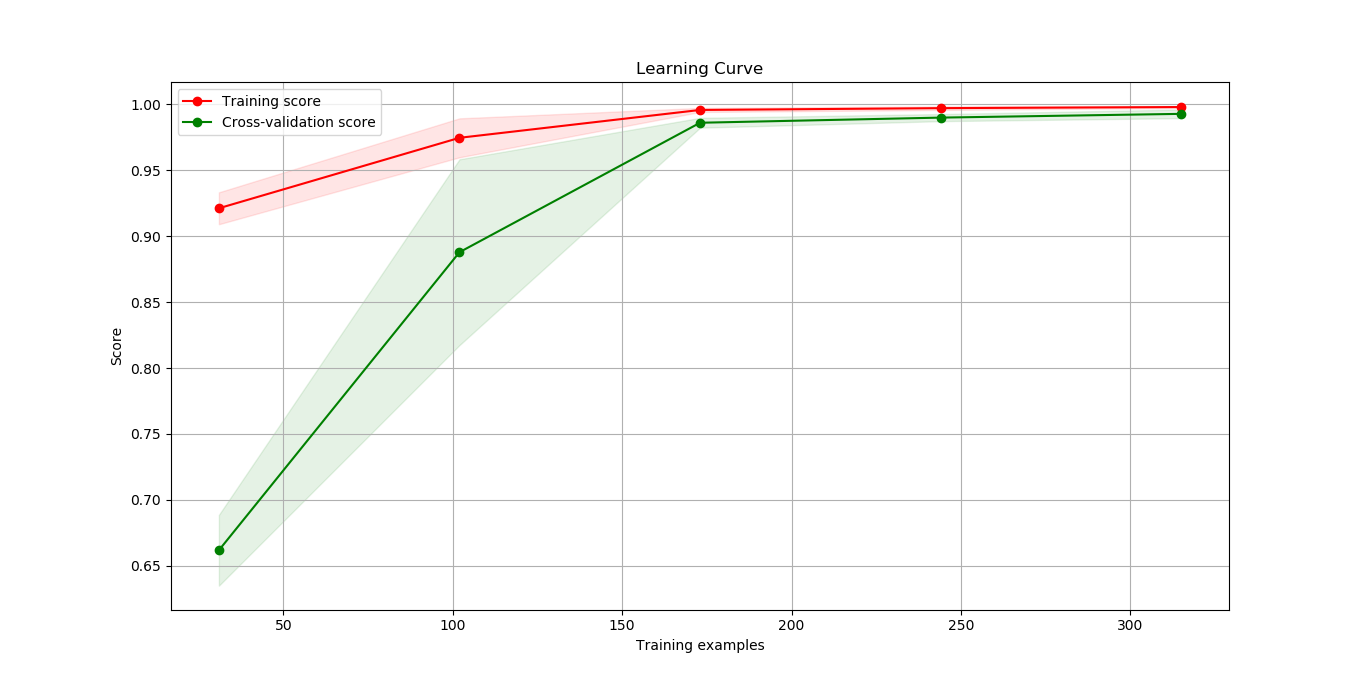 Learning Curve
Training score
Cross-validation score
1.00
0.95
0.90
0.85
0.80
0.75
0.70
0.65
Score
50 100 150 200 250 300
Training examples